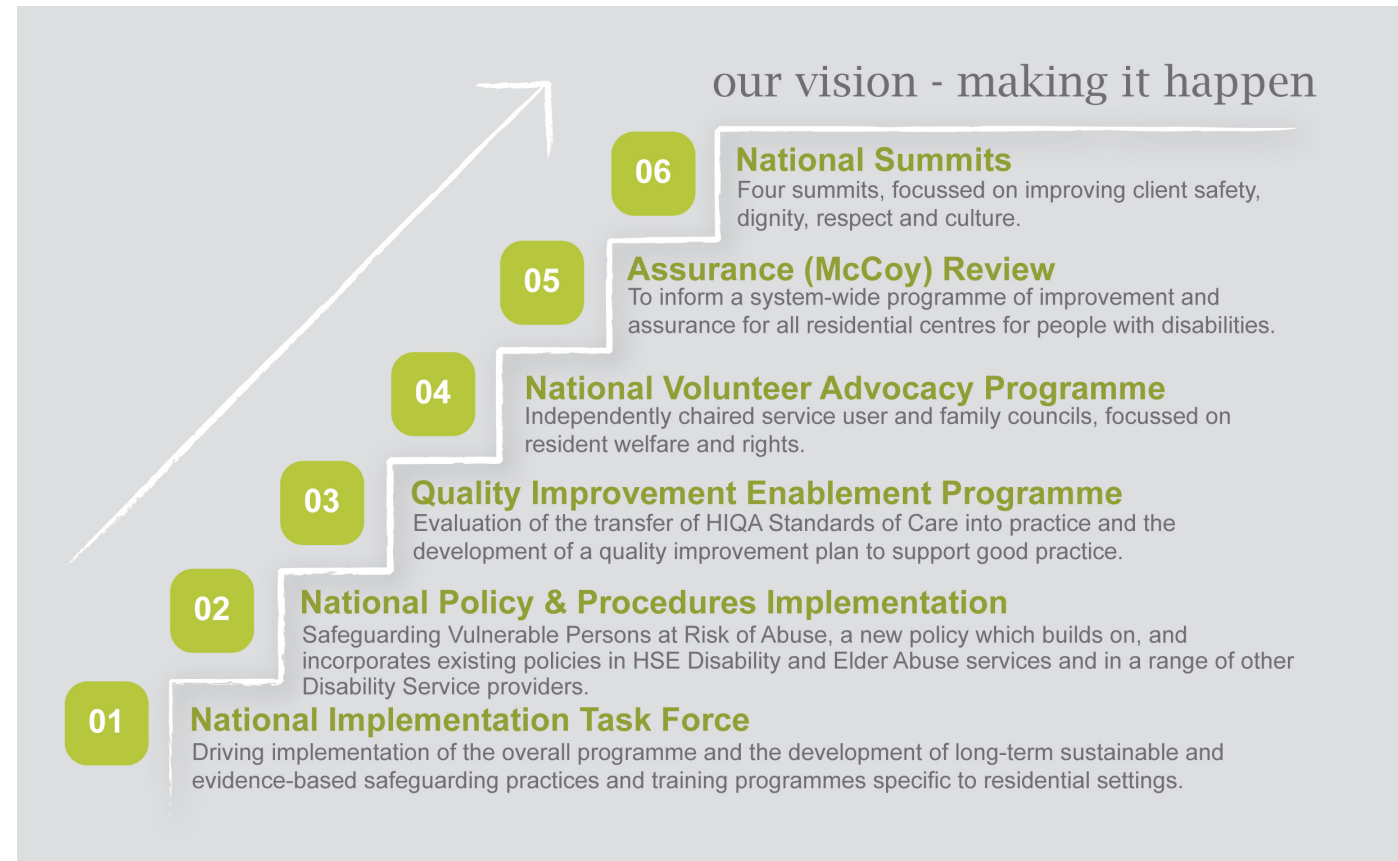 our vision - making it happen
06
National Summits
Four summits, focussed on improving client safety,
dignity, respect and culture.
05
Assurance (McCoy) Review
To inform a system-wide programme of improvement and
assurance for all residential centres for people with disabilities.
04
National Volunteer Advocacy Programme
Independently chaired service user and family councils, focussed on
resident welfare and rights.
03
Quality Improvement Enablement Programme
Evaluation of the transfer of HIQA Standards of Care into practice and the
development of a quality improvement plan to support good practice.
02
National Policy & Procedures Implementation
Safeguarding Vulnerable Persons at Risk of Abuse, a new policy which builds on, and
incorporates existing policies in HSE Disability and Elder Abuse services and in a range of other
Disability Service providers.
01
National Implementation Task Force
Driving implementation of the overall programme and the development of long-term sustainable and
evidence-based safeguarding practices and training programmes specific to residential settings.